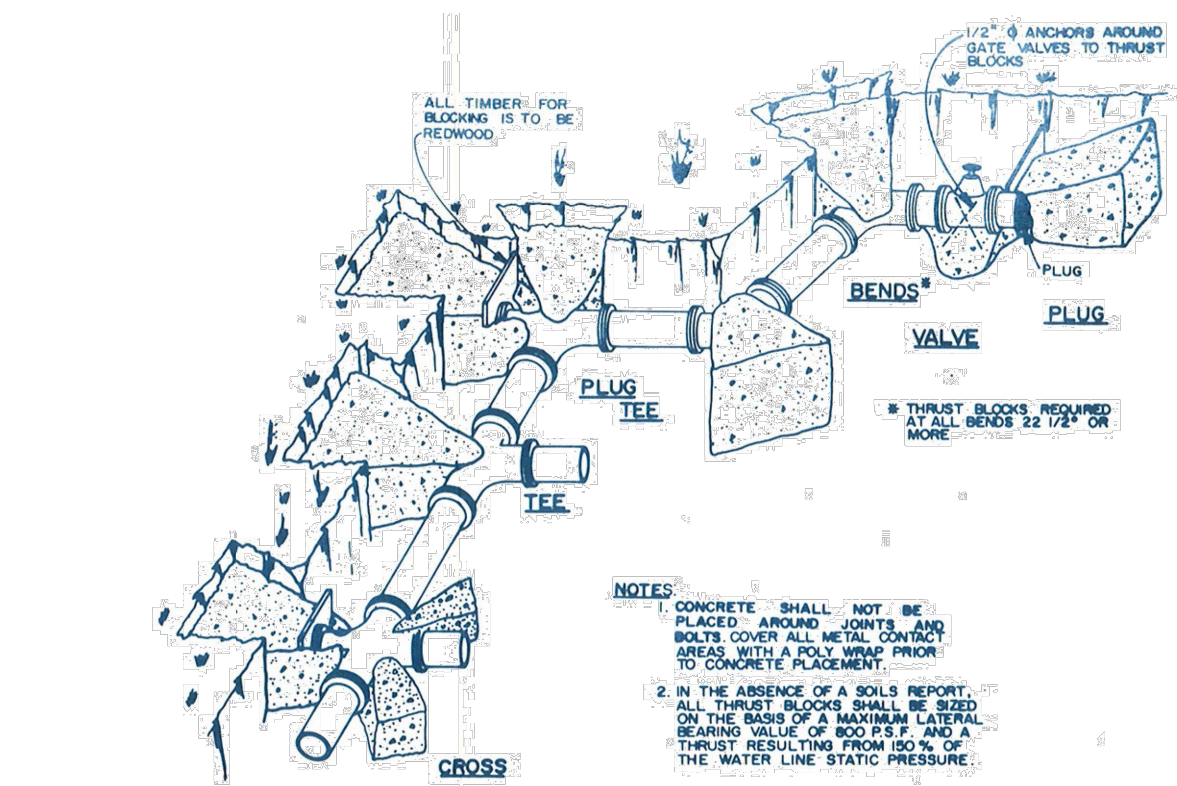 1/2" ϕ ANCHORS AROUND
GATE VALVES TO THRUST
BLOCKS
ALL TIMBER FOR
BLOCKING IS TO BE
REDWOOD
PLUG
BENDS*
PLUG
VALVE
PLUG
TEE
* THRUST BLOCKS REQUIRED
AT ALL BENDS 22 1/2° OR
MORE
TEE
NOTES
1. CONCRETE SHALL NOT BE
PLACED AROUND JOINTS AND
BOLTS. COVER ALL METAL CONTACT
AREAS WITH A POLY WRAP PRIOR
TO CONCRETE PLACEMENT.
2. IN THE ABSENCE OF A SOILS REPORT,
ALL THRUST BLOCKS SHALL BE SIZED
ON THE BASIS OF A MAXIMUM LATERAL
BEARING VALUE OF 800 P.S.F. AND A
THRUST RESULTING FROM 150 % OF
THE WATER LINE STATIC PRESSURE.
CROSS